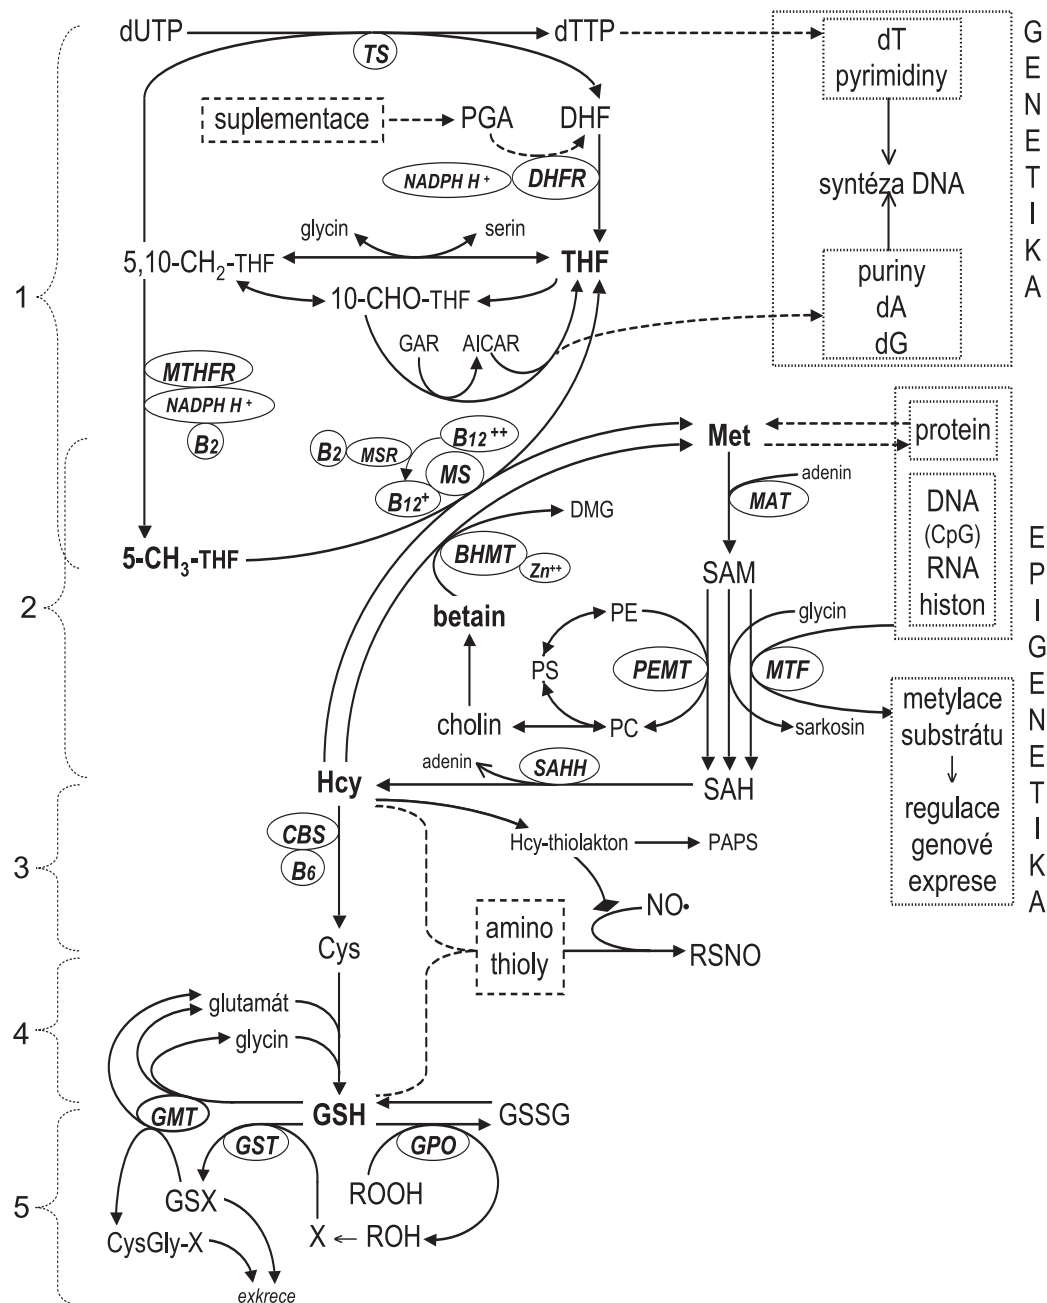 dUTP
TS
dTTP
dT
pyrimidiny
GENETIKA
suplementace
PGA
DHF
NADPH H⁺
DHFR
syntéza DNA
glycin
serin
5,10-CH₂-THF
THF
puriny
dA
dG
1
10-CHO-THF
GAR
AICAR
MTHFR
NADPH H⁺
B2
B2
MSR
B12⁺⁺
MS
B12⁺
Met
protein
adenin
MAT
DNA
(CpG)
RNA
histon
EPIGENETIKA
DMG
BHMT
Zn⁺⁺
5-CH₃-THF
SAM
2
betain
PE
glycin
PS
PEMT
MTF
cholin
PC
sarkosin
metylace
substrátu
regulace
genové
exprese
adenin
SAHH
Hcy
SAH
CBS
B6
Hcy-thiolakton
PAPS
3
NO•
Cys
amino
thioly
RSNO
4
glutamát
glycin
GMT
GSH
GSSG
GST
GPO
5
GSX
ROOH
CysGly-X
X
ROH
exkrece